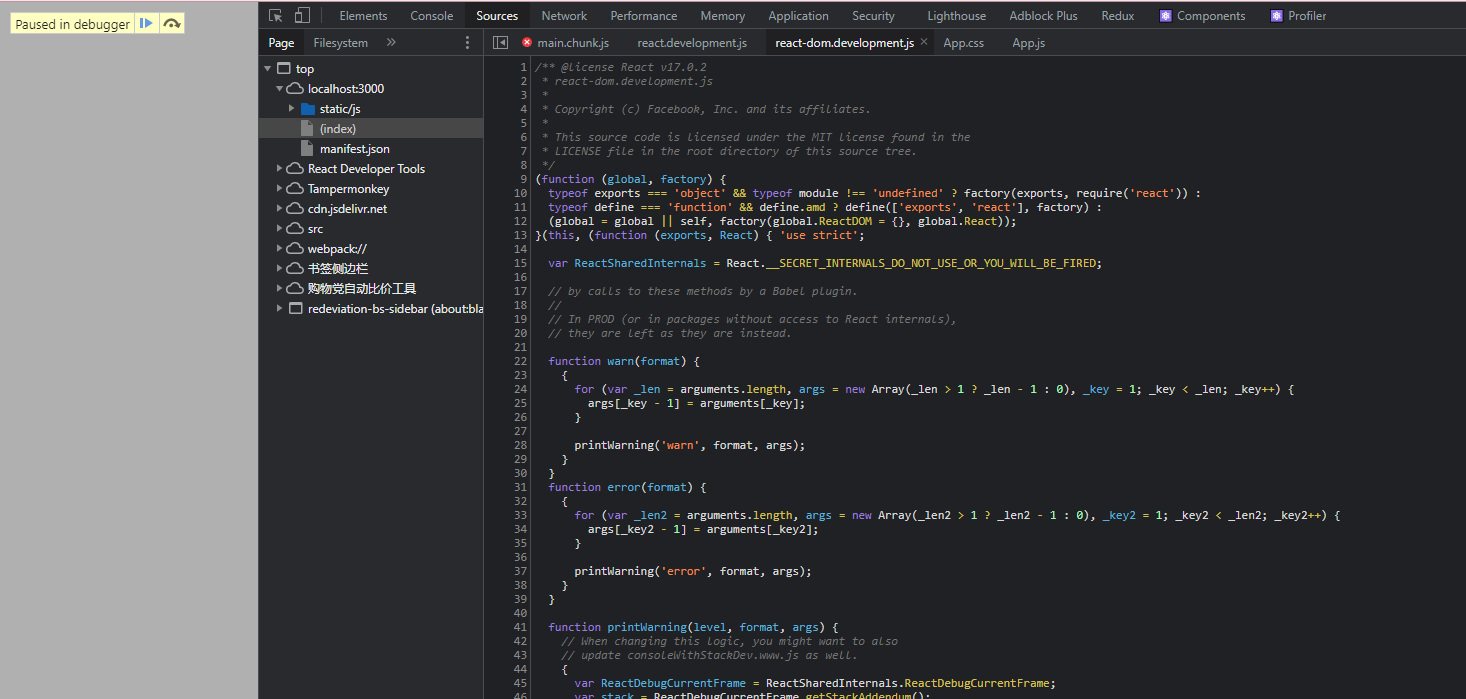 Paused in debugger
Elements Console Sources Network Performance Memory Application Security Lighthouse Adblock Plus Redux Components Profiler
Page Filesystem »
main.chunk.js react.development.js react-dom.development.js × App.css App.js
top
localhost:3000
static/js
(index)
manifest.json
React Developer Tools
Tampermonkey
cdn.jsdelivr.net
src
webpack://
书签侧边栏
购物党自动比价工具
redeviation-bs-sidebar (about:bla
1 /** @license React v17.0.2
2  * react-dom.development.js
3  *
4  * Copyright (c) Facebook, Inc. and its affiliates.
5  *
6  * This source code is licensed under the MIT license found in the
7  * LICENSE file in the root directory of this source tree.
8  */
9 (function (global, factory) {
10   typeof exports === 'object' && typeof module !== 'undefined' ? factory(exports, require('react')) :
11   typeof define === 'function' && define.amd ? define(['exports', 'react'], factory) :
12   (global = global || self, factory(global.ReactDOM = {}, global.React));
13 }(this, (function (exports, React) { 'use strict';
14
15   var ReactSharedInternals = React.__SECRET_INTERNALS_DO_NOT_USE_OR_YOU_WILL_BE_FIRED;
16
17   // by calls to these methods by a Babel plugin.
18   //
19   // In PROD (or in packages without access to React internals),
20   // they are left as they are instead.
21
22   function warn(format) {
23     {
24       for (var _len = arguments.length, args = new Array(_len > 1 ? _len - 1 : 0), _key = 1; _key < _len; _key++) {
25         args[_key - 1] = arguments[_key];
26       }
27
28       printWarning('warn', format, args);
29     }
30   }
31   function error(format) {
32     {
33       for (var _len2 = arguments.length, args = new Array(_len2 > 1 ? _len2 - 1 : 0), _key2 = 1; _key2 < _len2; _key2++) {
34         args[_key2 - 1] = arguments[_key2];
35       }
36
37       printWarning('error', format, args);
38     }
39   }
40
41   function printWarning(level, format, args) {
42     // When changing this logic, you might want to also
43     // update consoleWithStackDev.www.js as well.
44     {
45       var ReactDebugCurrentFrame = ReactSharedInternals.ReactDebugCurrentFrame;
46       var stack = ReactDebugCurrentFrame.getStackAddendum();